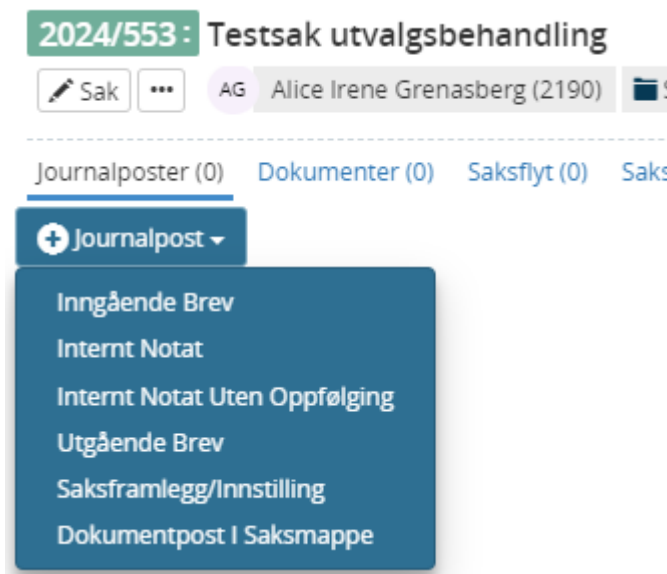 2024/553: Testsak utvalgsbehandling
Sak ... AG Alice Irene Grenasberg (2190)
Journalposter (0) Dokumenter (0) Saksflyt (0) Saks
Journalpost
Inngående Brev
Internt Notat
Internt Notat Uten Oppfølging
Utgående Brev
Saksframlegg/Innstilling
Dokumentpost I Saksmappe